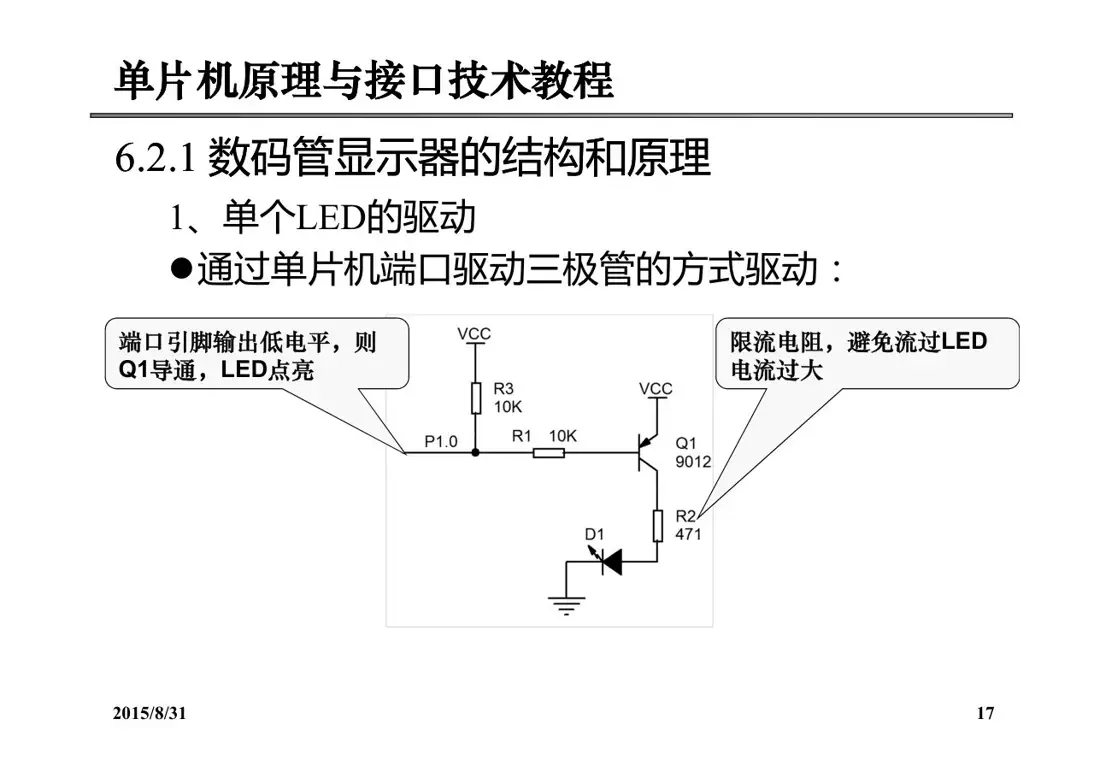 单片机原理与接口技术教程
6.2.1 数码管显示器的结构和原理
1、单个LED的驱动
●通过单片机端口驱动三极管的方式驱动：
端口引脚输出低电平，则
Q1导通，LED点亮
限流电阻，避免流过LED
电流过大
VCC
R3
10K
VCC
P1.0
R1 10K
Q1
9012
R2
471
D1
2015/8/31
17